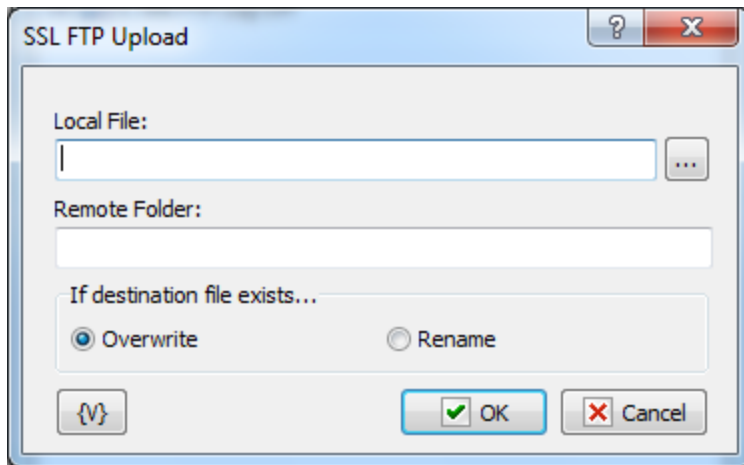 SSL FTP Upload
Local File:
...
Remote Folder:
If destination file exists...
Overwrite Rename
{V} OK Cancel